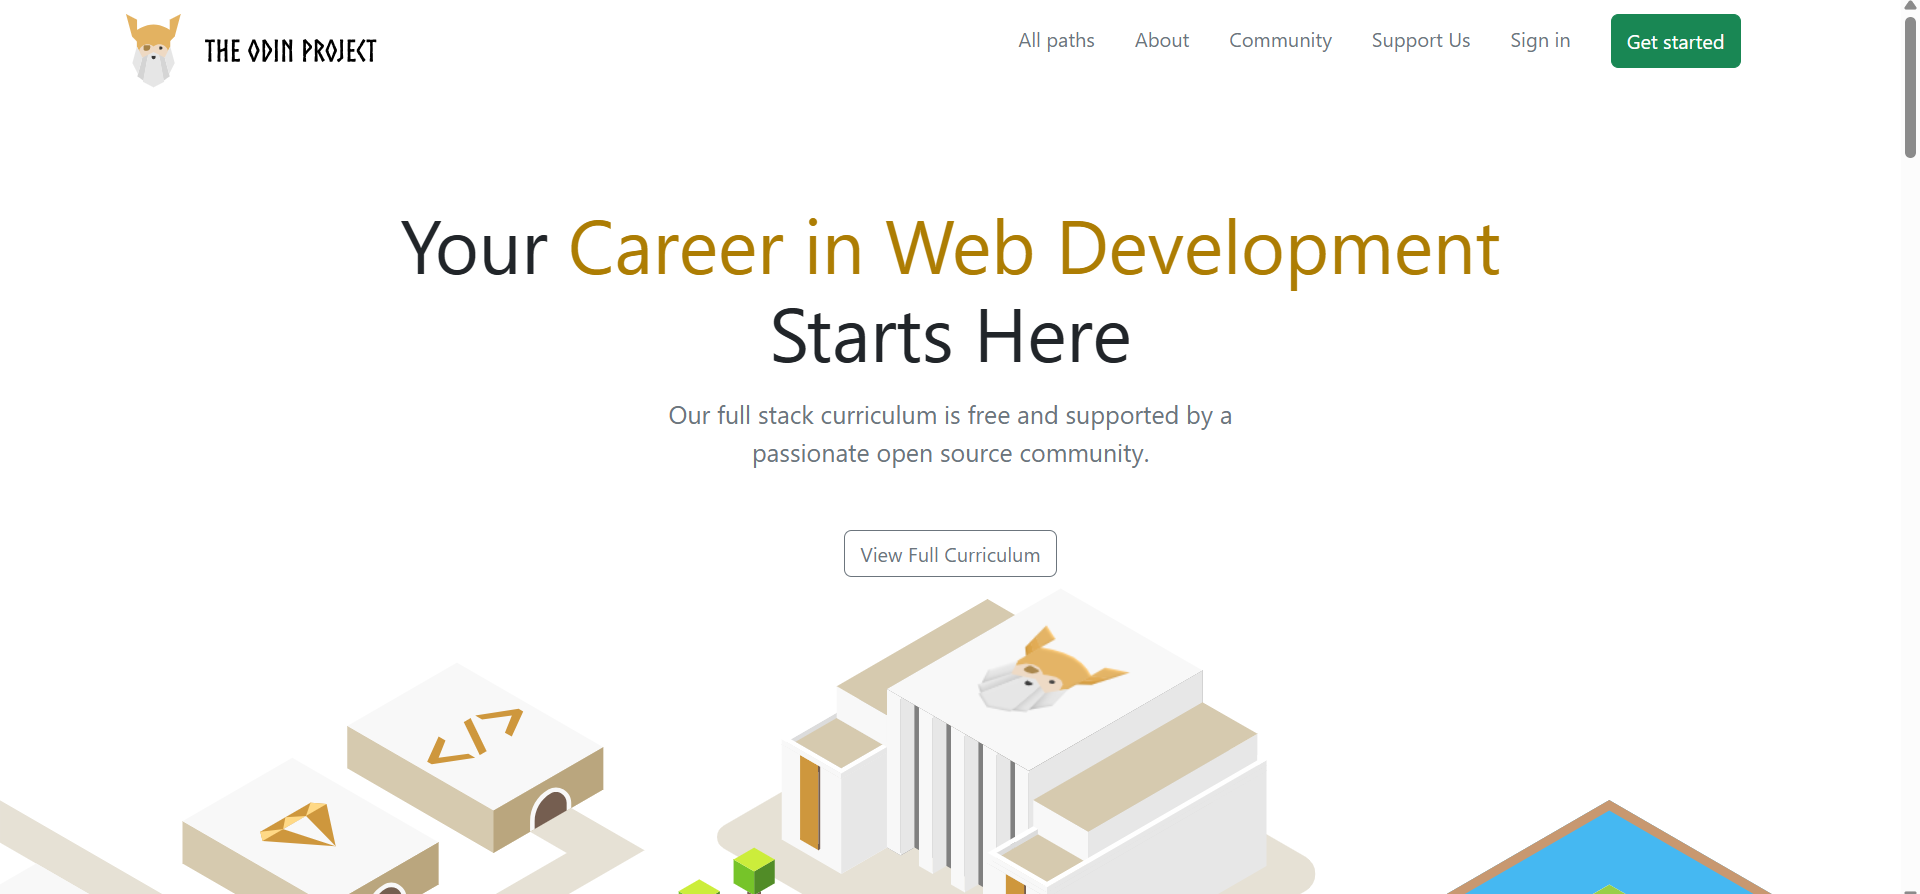 THE ODIN PROJECT
All paths
About
Community
Support Us
Sign in
Get started
Your Career in Web Development
Starts Here
Our full stack curriculum is free and supported by a
passionate open source community.
View Full Curriculum
</>